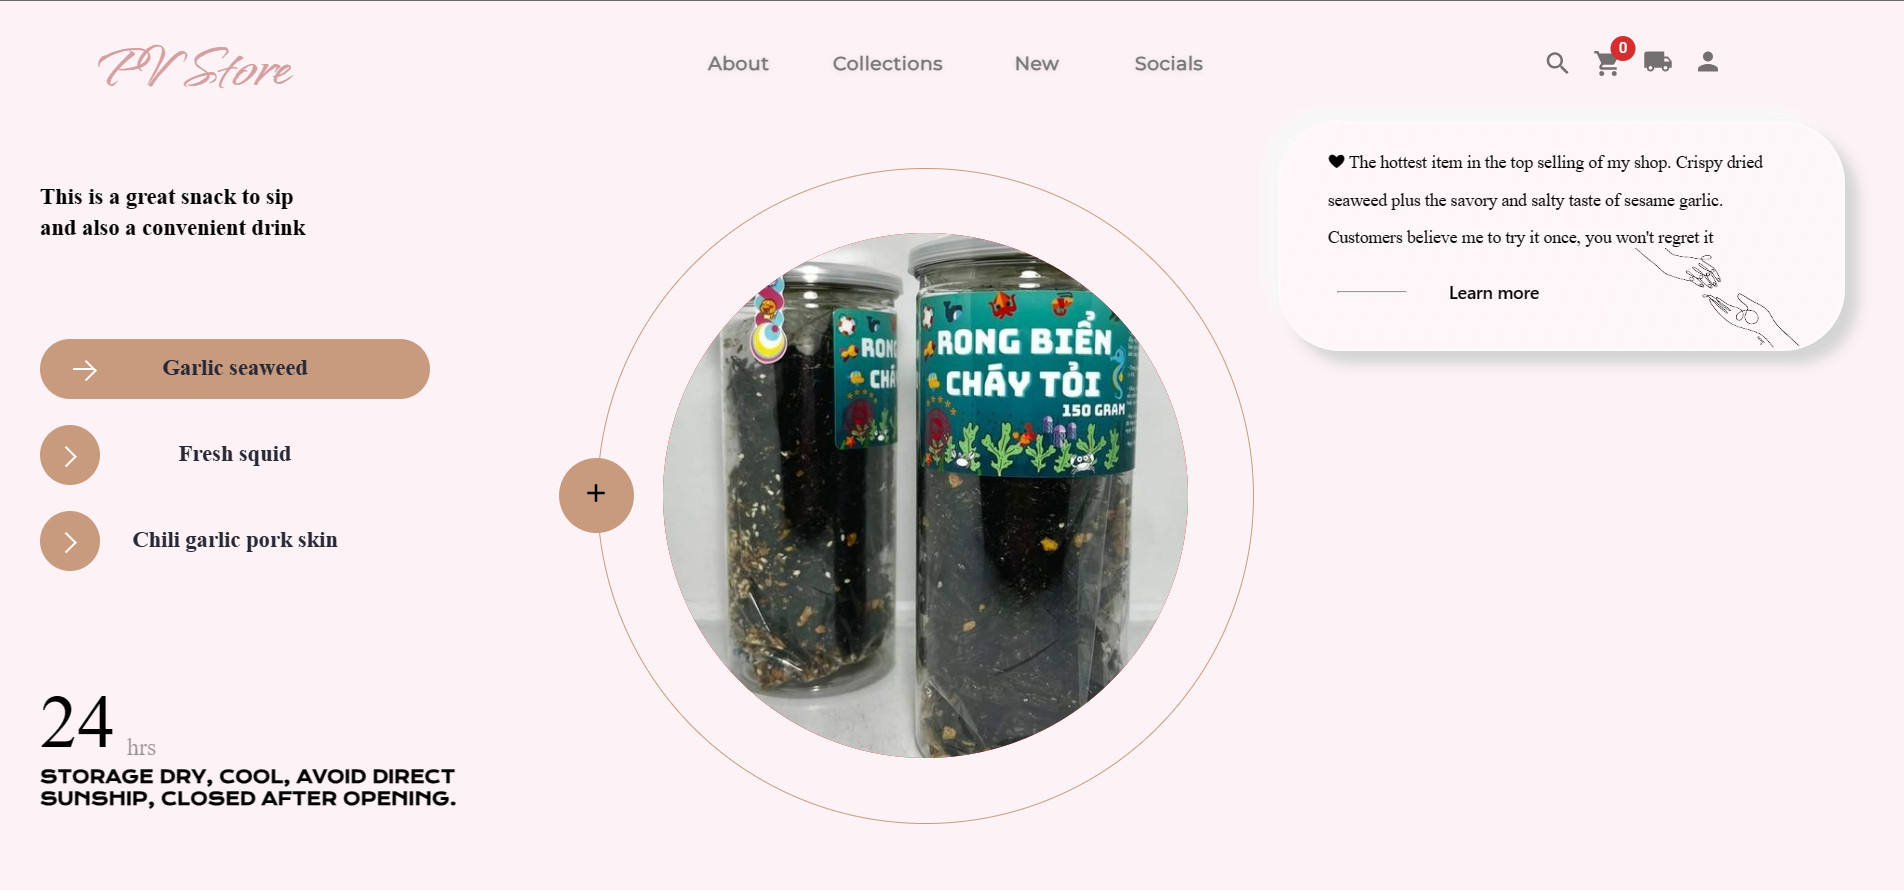 PV Store
About Collections New Socials
0
This is a great snack to sip
and also a convenient drink
Garlic seaweed
Fresh squid
Chili garlic pork skin
24 hrs
STORAGE DRY, COOL, AVOID DIRECT
SUNSHIP, CLOSED AFTER OPENING.
+
RONG
CHÁ
RONG BIỂN
CHÁY TỎI
150 GRAM
The hottest item in the top selling of my shop. Crispy dried
seaweed plus the savory and salty taste of sesame garlic.
Customers believe me to try it once, you won't regret it
Learn more